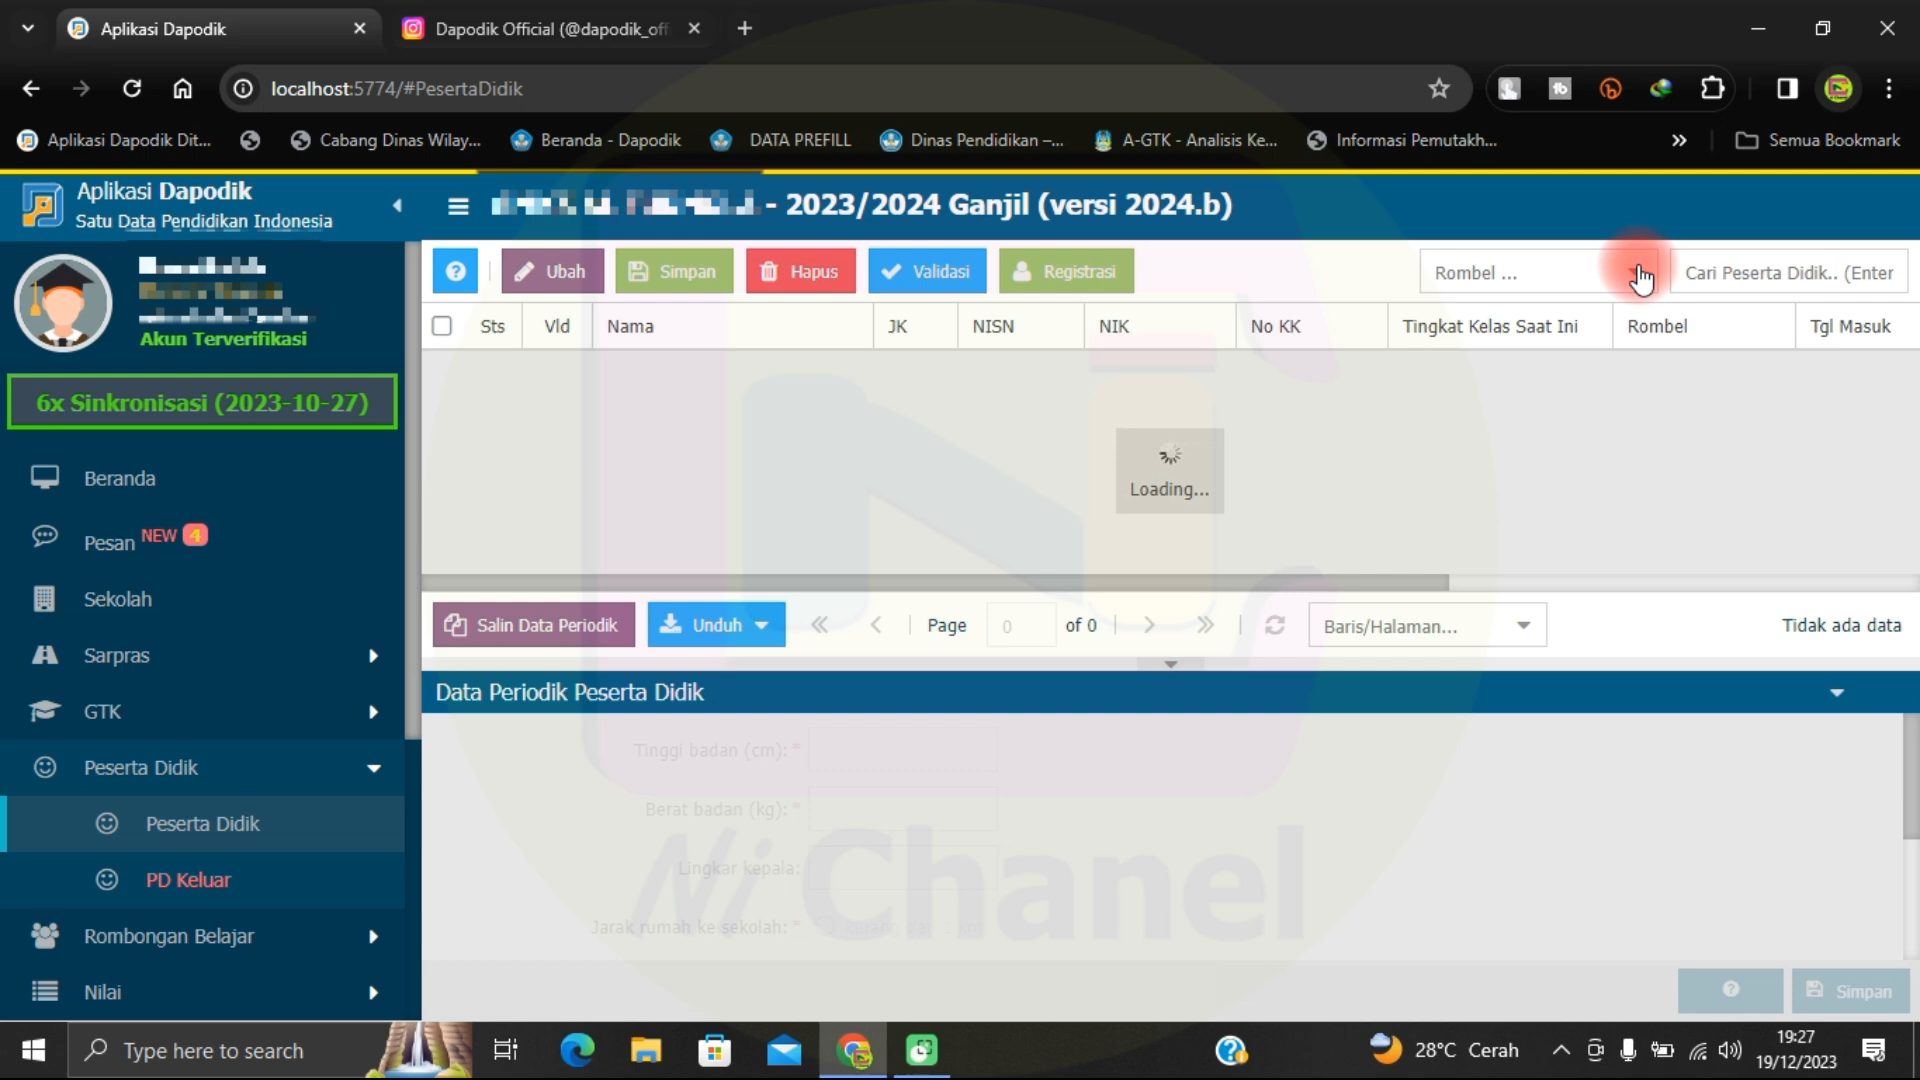 Aplikasi Dapodik
Dapodik Official (@dapodik_off
localhost:5774/#PesertaDidik
Aplikasi Dapodik Dit...
Cabang Dinas Wilay...
Beranda - Dapodik
DATA PREFILL
Dinas Pendidikan –...
A-GTK - Analisis Ke...
Informasi Pemutakh...
Semua Bookmark
Aplikasi Dapodik
Satu Data Pendidikan Indonesia
- 2023/2024 Ganjil (versi 2024.b)
Akun Terverifikasi
6x Sinkronisasi (2023-10-27)
Beranda
Pesan NEW 4
Sekolah
Sarpras
GTK
Peserta Didik
Peserta Didik
PD Keluar
Rombongan Belajar
Nilai
Ubah
Simpan
Hapus
Validasi
Registrasi
Rombel ...
Cari Peserta Didik.. (Enter
Sts
Vld
Nama
JK
NISN
NIK
No KK
Tingkat Kelas Saat Ini
Rombel
Tgl Masuk
Loading...
Salin Data Periodik
Unduh
Page
0
of 0
Baris/Halaman...
Tidak ada data
Data Periodik Peserta Didik
Tinggi badan (cm): *
Berat badan (kg): *
Lingkar kepala:
Jarak rumah ke sekolah: *
Ni Chanel
Simpan
Type here to search
28°C Cerah
19:27
19/12/2023